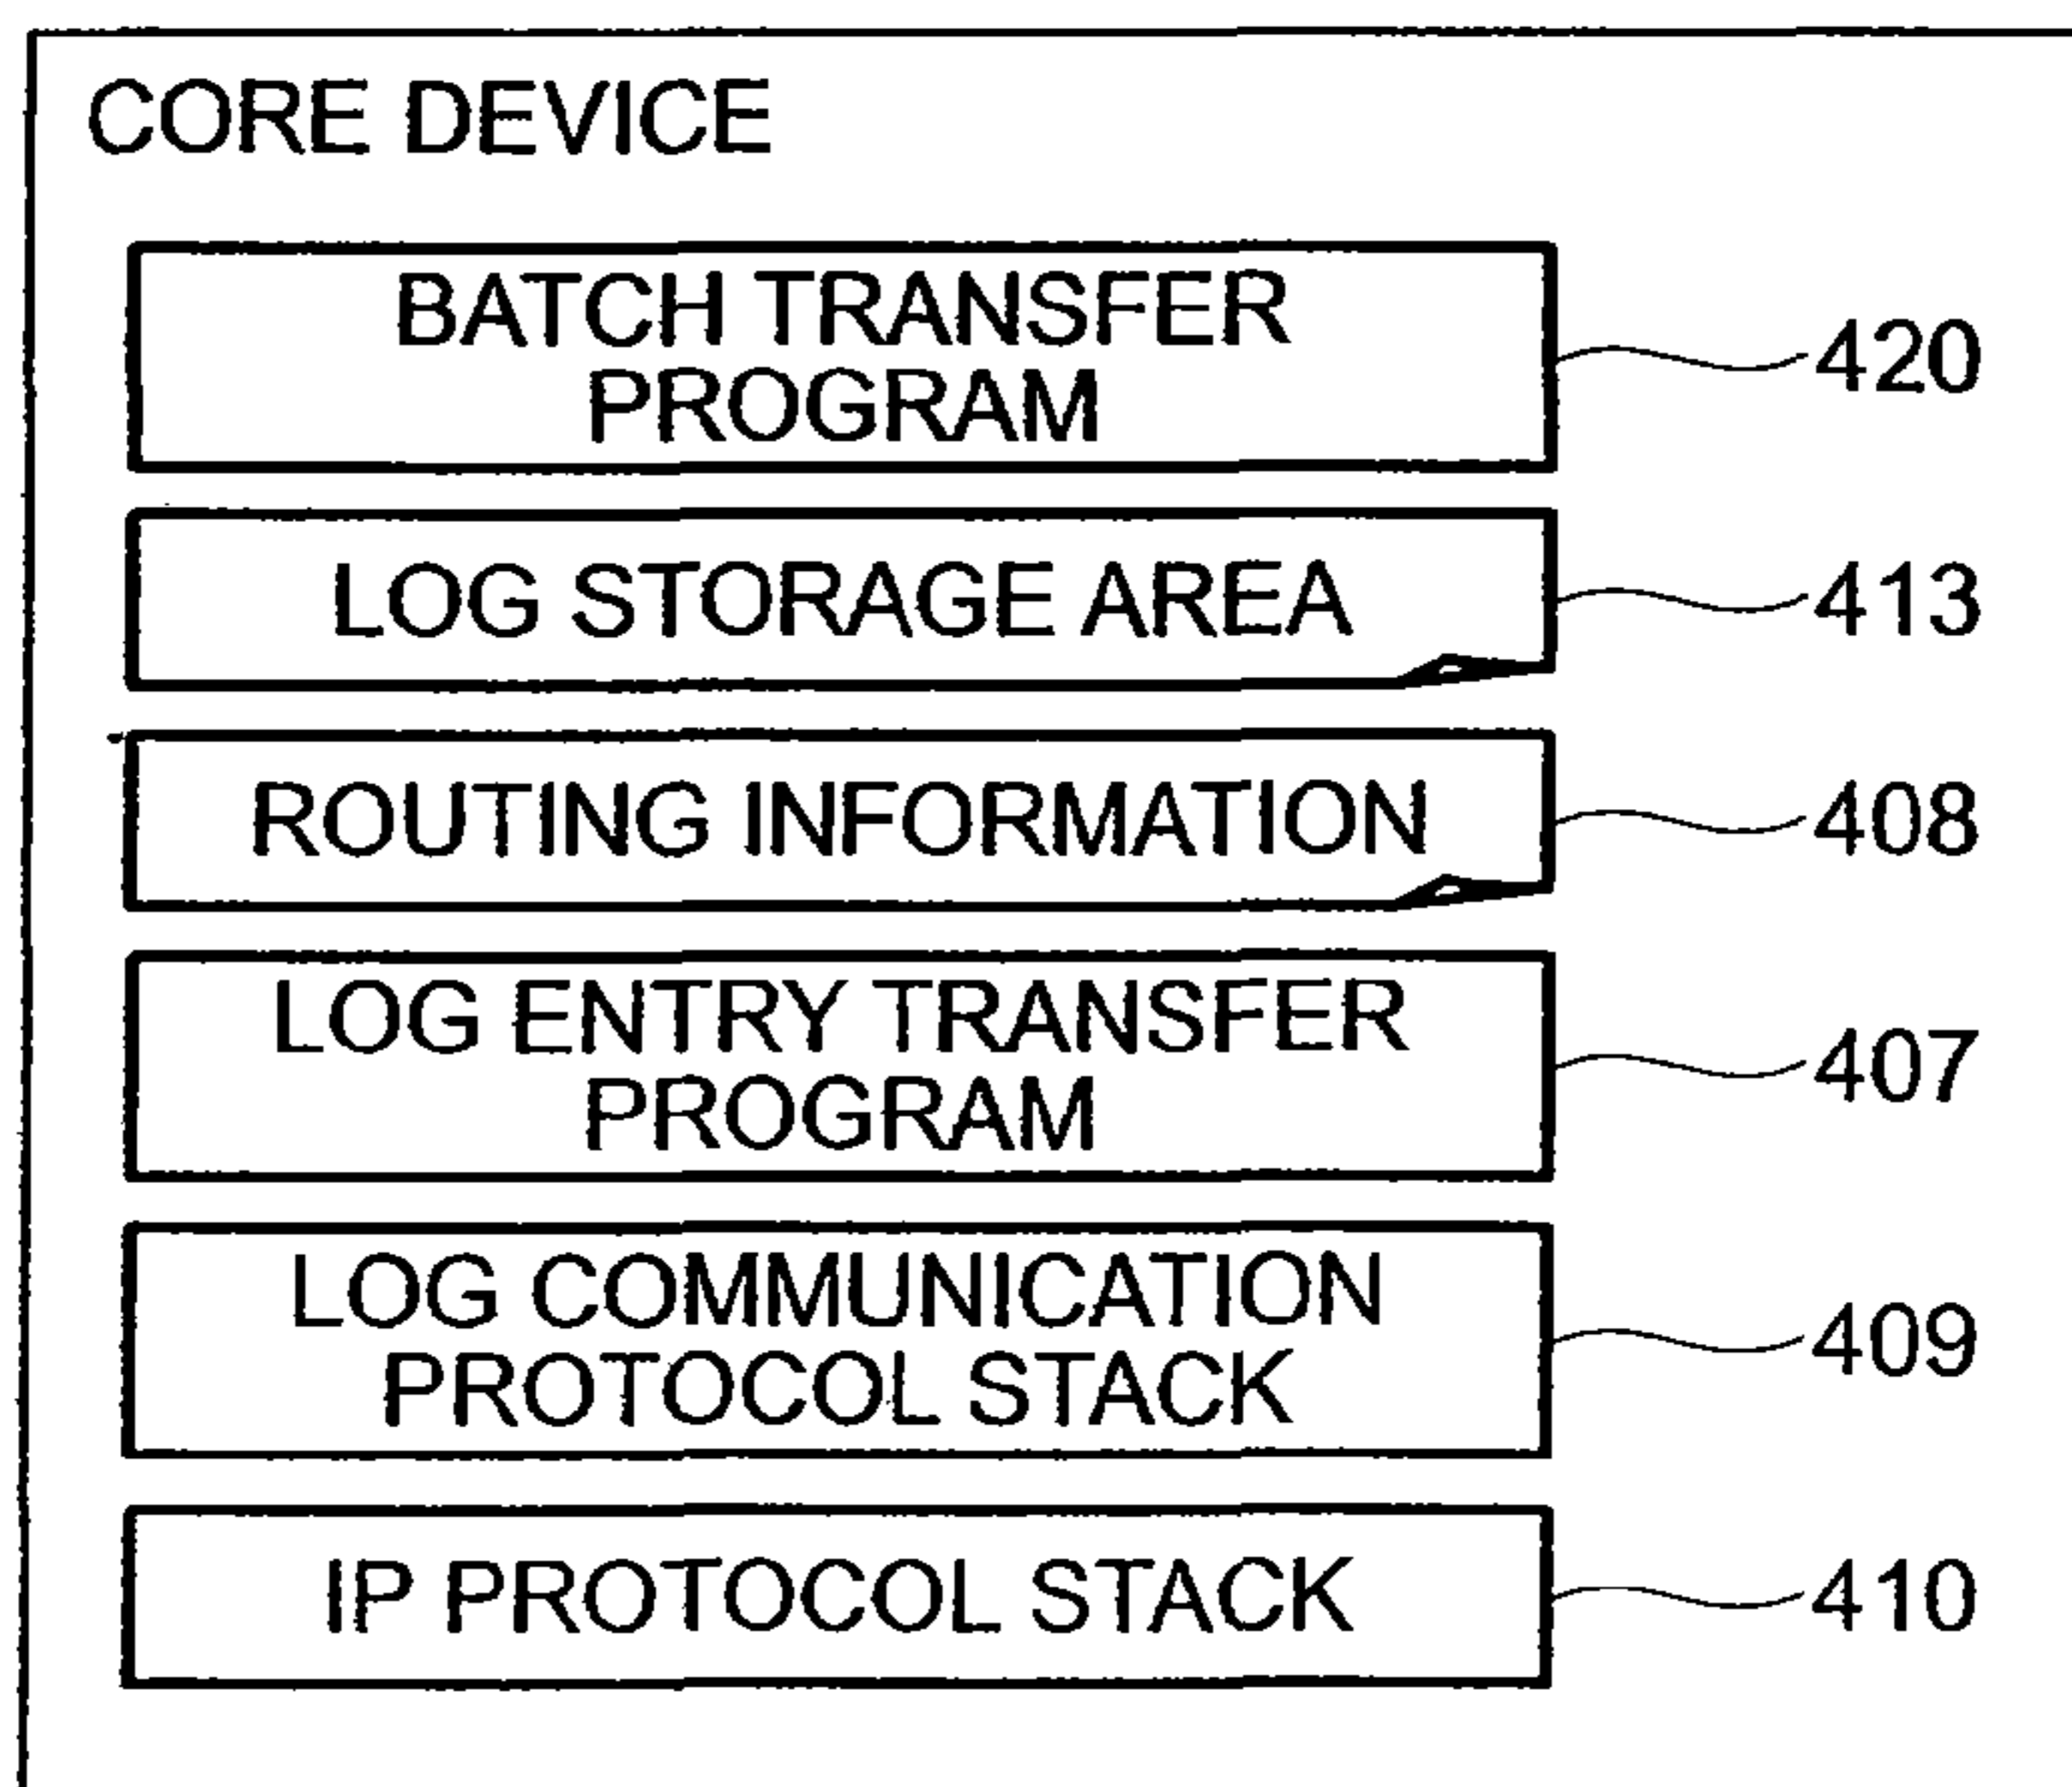 CORE DEVICE
BATCH TRANSFER
PROGRAM
420
LOG STORAGE AREA
413
ROUTING INFORMATION
408
LOG ENTRY TRANSFER
PROGRAM
407
LOG COMMUNICATION
PROTOCOL STACK
409
IP PROTOCOL STACK
410